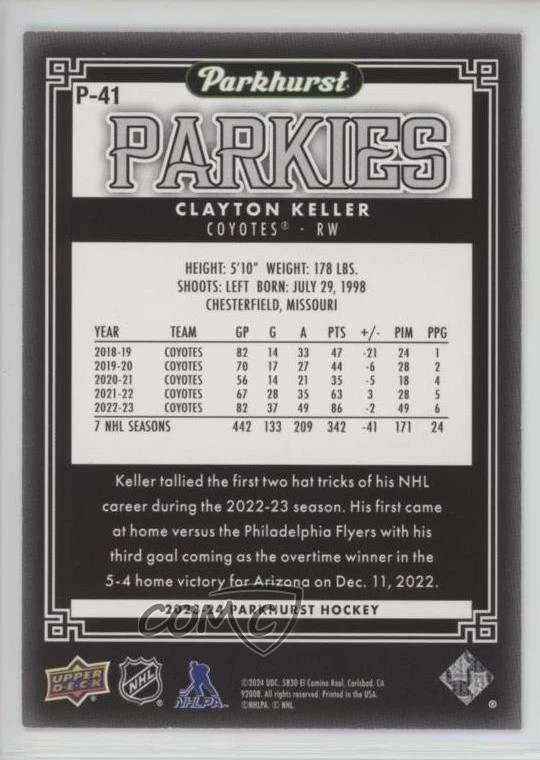 Parkhurst
P-41
PARKIES
CLAYTON KELLER
COYOTES® - RW
HEIGHT: 5'10" WEIGHT: 178 LBS.
SHOOTS: LEFT BORN: JULY 29, 1998
CHESTERFIELD, MISSOURI
YEAR TEAM GP G A PTS +/- PIM PPG
2018-19 COYOTES 82 14 33 47 -21 24 1
2019-20 COYOTES 70 17 27 44 -6 28 2
2020-21 COYOTES 56 14 21 35 -5 18 4
2021-22 COYOTES 67 28 35 63 3 28 5
2022-23 COYOTES 82 37 49 86 -2 49 6
7 NHL SEASONS 442 133 209 342 -41 171 24
Keller tallied the first two hat tricks of his NHL
career during the 2022-23 season. His first came
at home versus the Philadelphia Flyers with his
third goal coming as the overtime winner in the
5-4 home victory for Arizona on Dec. 11, 2022.
2023-24 PARKHURST HOCKEY
COMC
UPPER DECK
NHL
NHLPA
©2024 UDC. 5830 El Camino Real, Carlsbad, CA
92008. All rights reserved. Printed in the USA.
©NHLPA. © NHL.